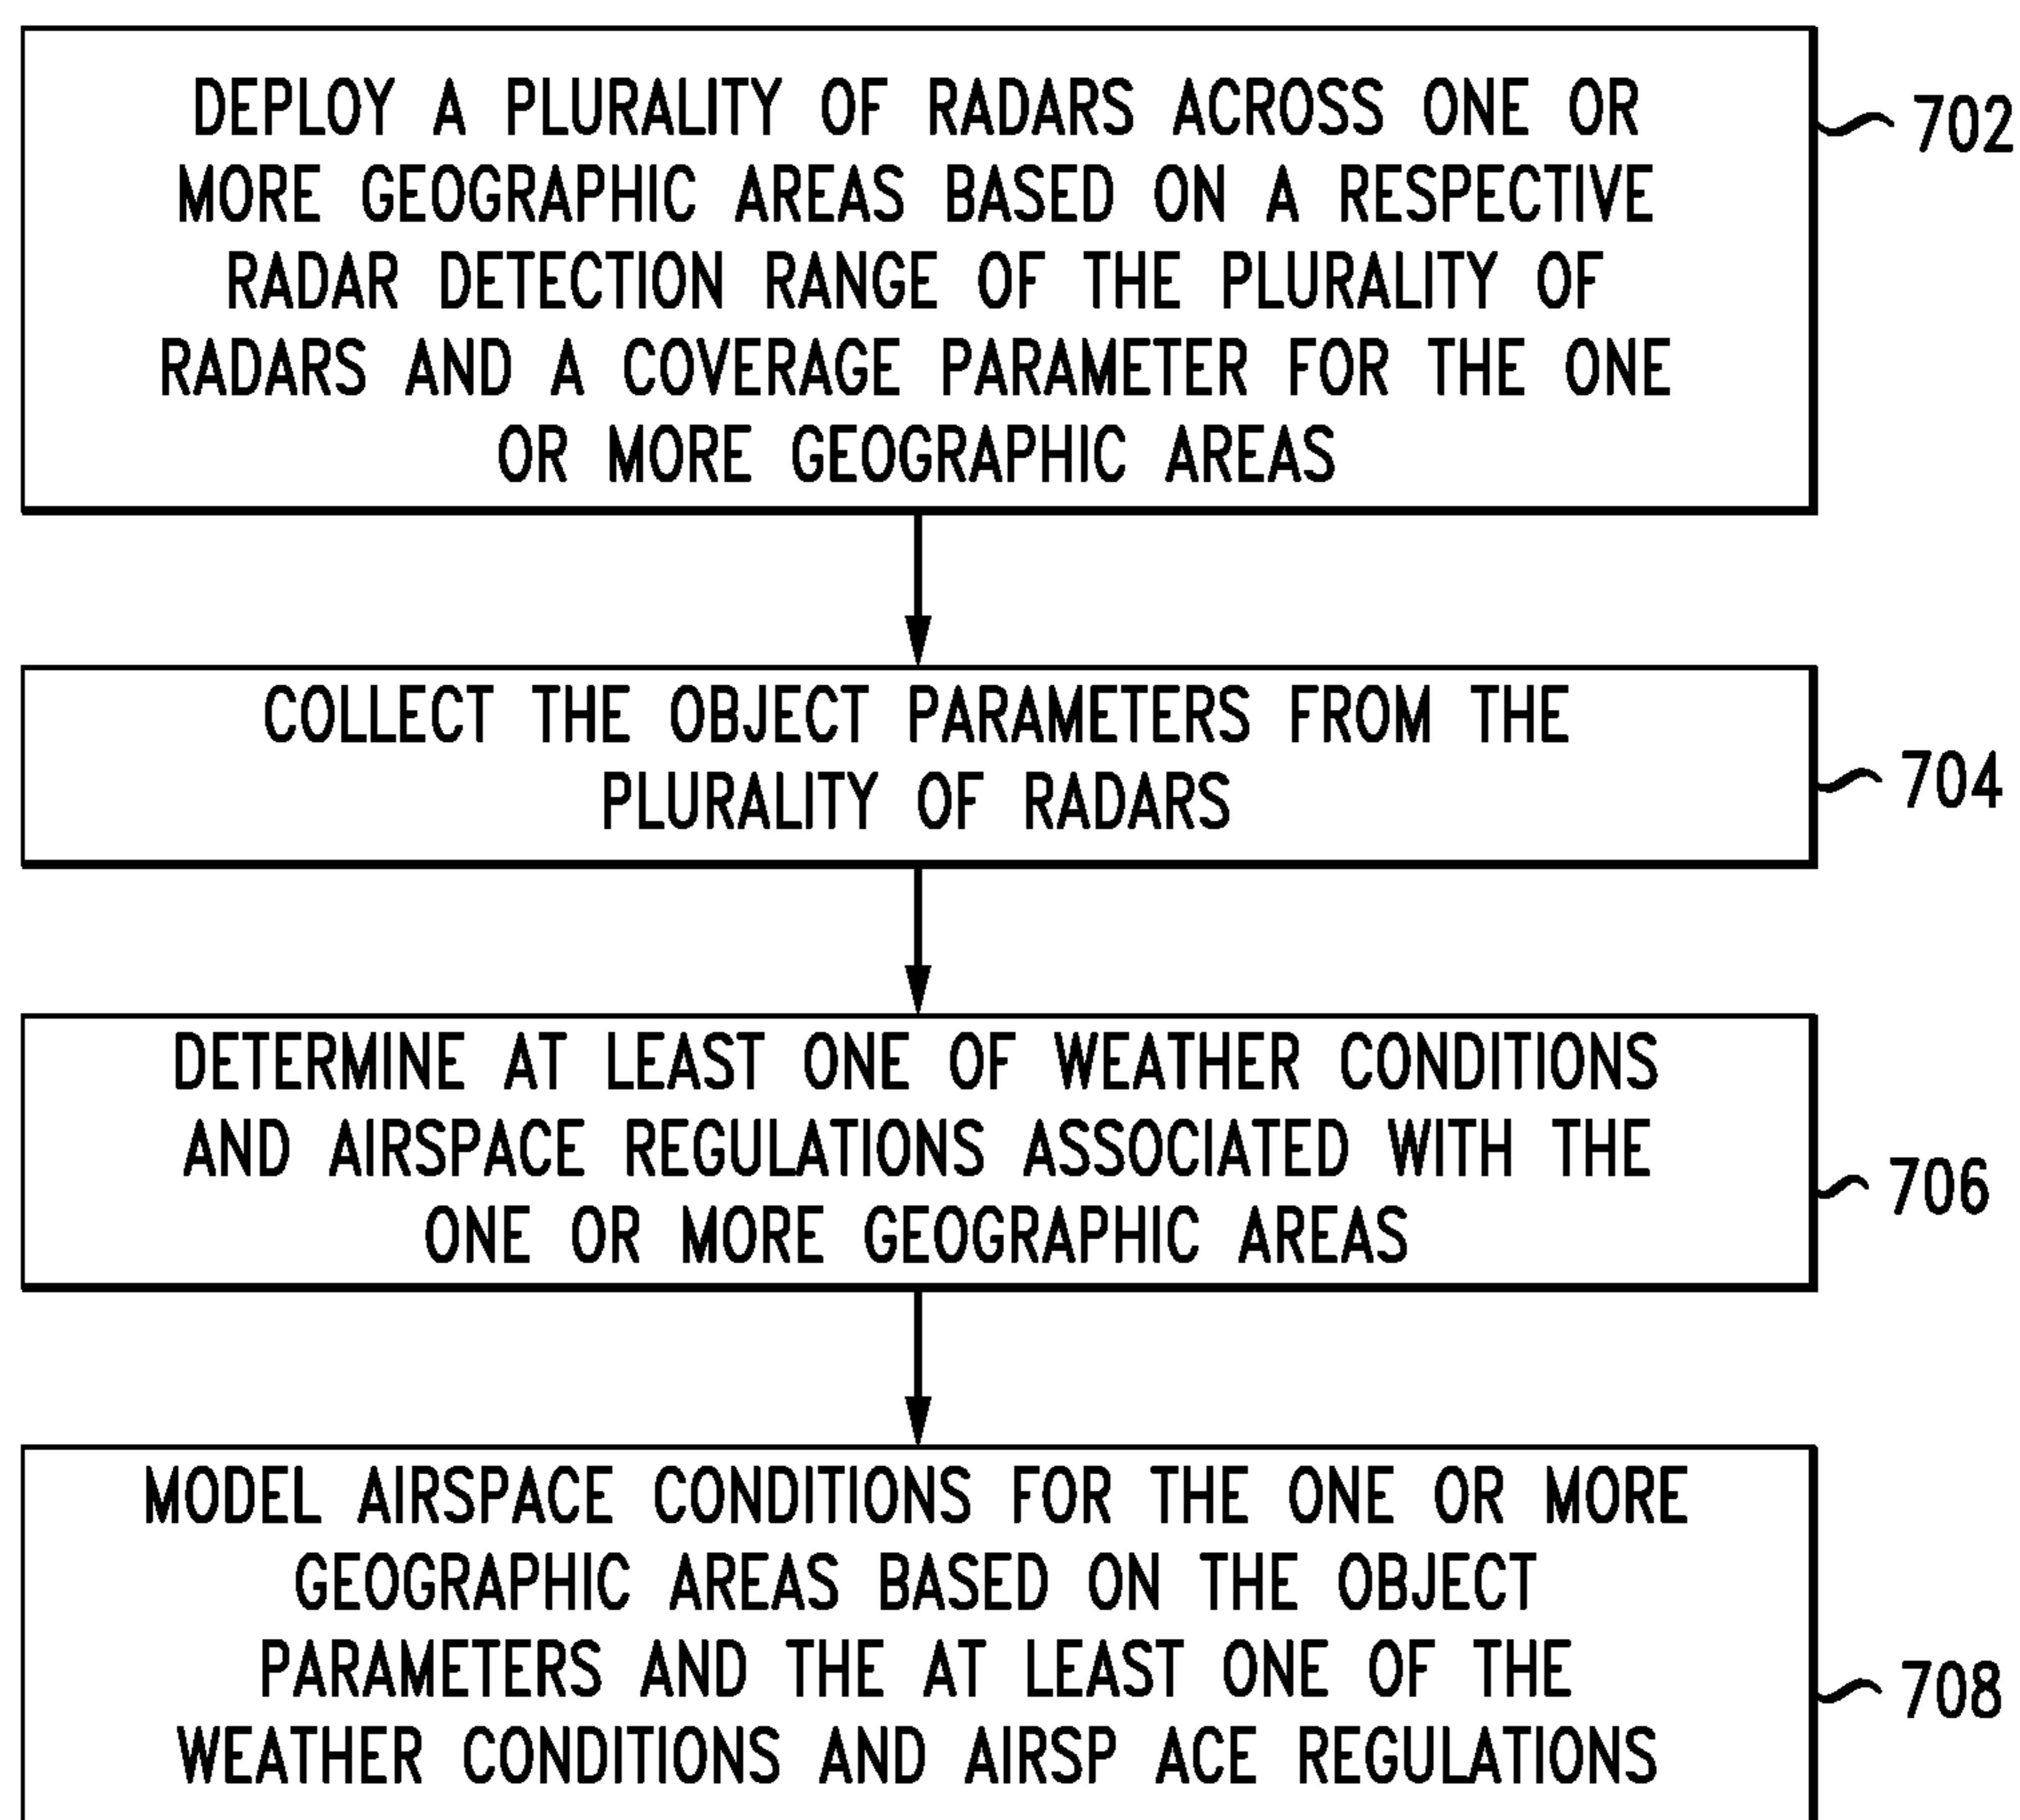 DEPLOY A PLURALITY OF RADARS ACROSS ONE OR
MORE GEOGRAPHIC AREAS BASED ON A RESPECTIVE
RADAR DETECTION RANGE OF THE PLURALITY OF
RADARS AND A COVERAGE PARAMETER FOR THE ONE
OR MORE GEOGRAPHIC AREAS
702
COLLECT THE OBJECT PARAMETERS FROM THE
PLURALITY OF RADARS
704
DETERMINE AT LEAST ONE OF WEATHER CONDITIONS
AND AIRSPACE REGULATIONS ASSOCIATED WITH THE
ONE OR MORE GEOGRAPHIC AREAS
706
MODEL AIRSPACE CONDITIONS FOR THE ONE OR MORE
GEOGRAPHIC AREAS BASED ON THE OBJECT
PARAMETERS AND THE AT LEAST ONE OF THE
WEATHER CONDITIONS AND AIRSP ACE REGULATIONS
708